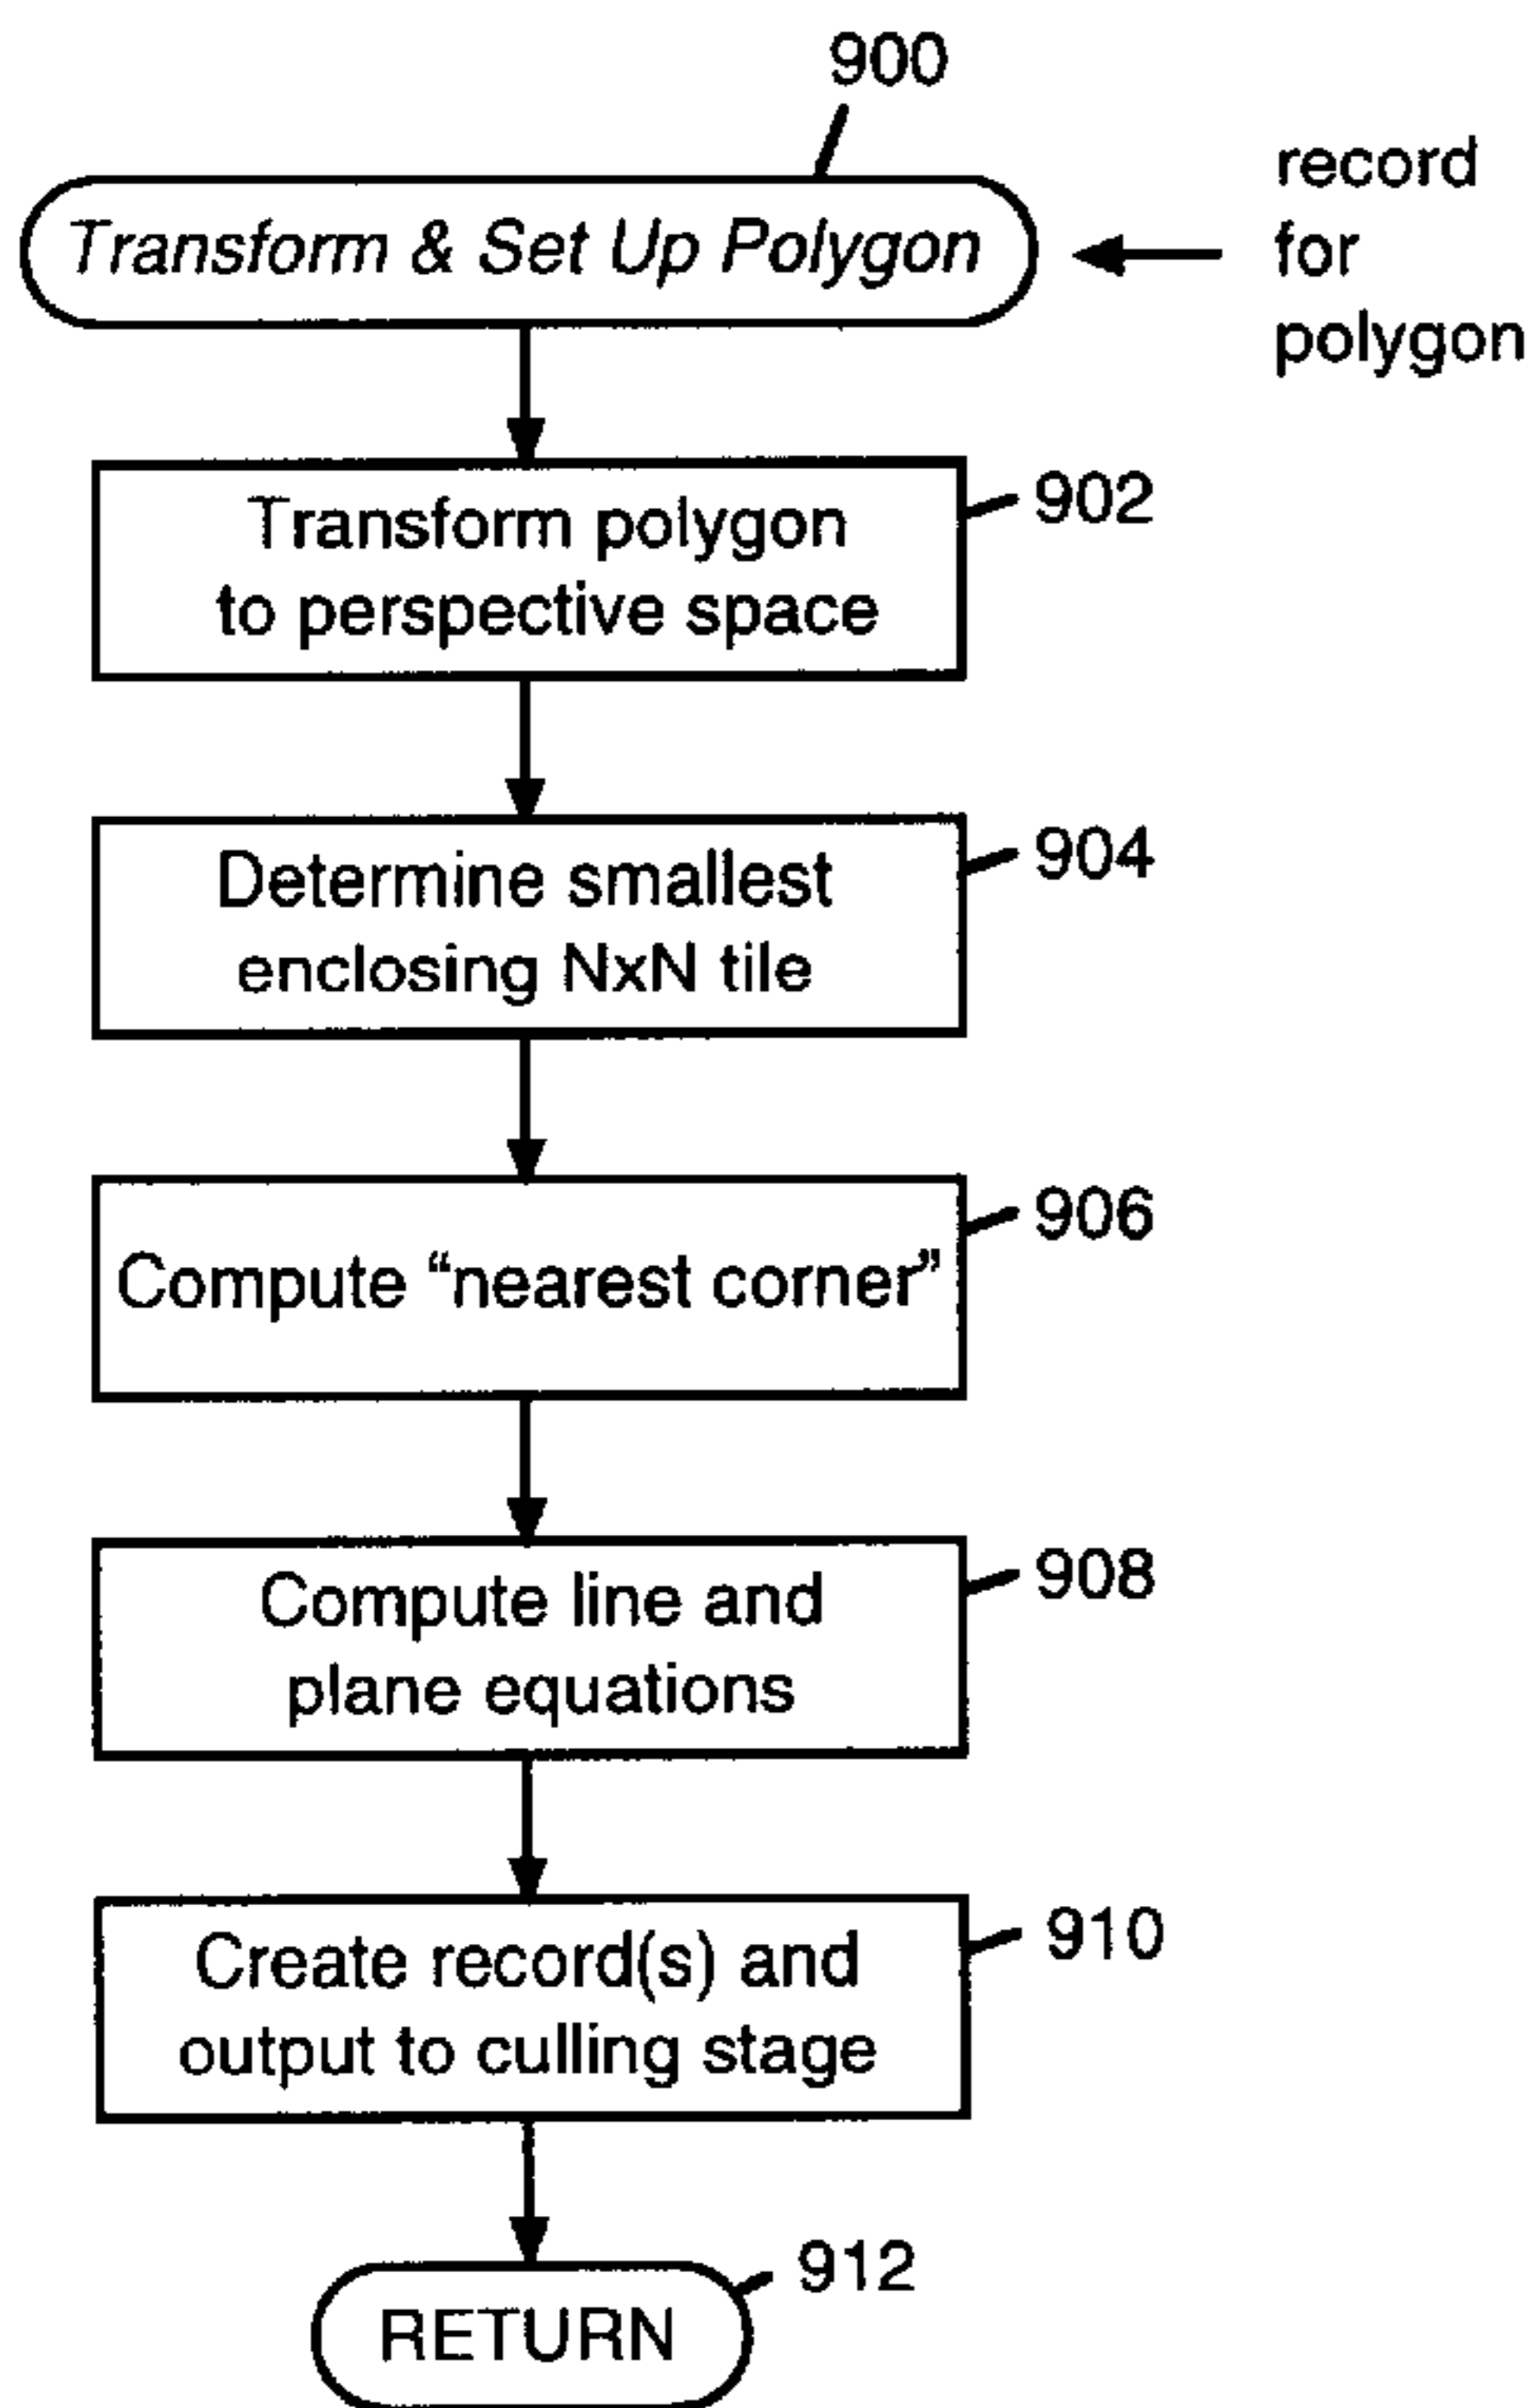 900
Transform & Set Up Polygon
record
for
polygon
Transform polygon
to perspective space
902
Determine smallest
enclosing NxN tile
904
Compute “nearest corner”
906
Compute line and
plane equations
908
Create record(s) and
output to culling stage
910
RETURN
912